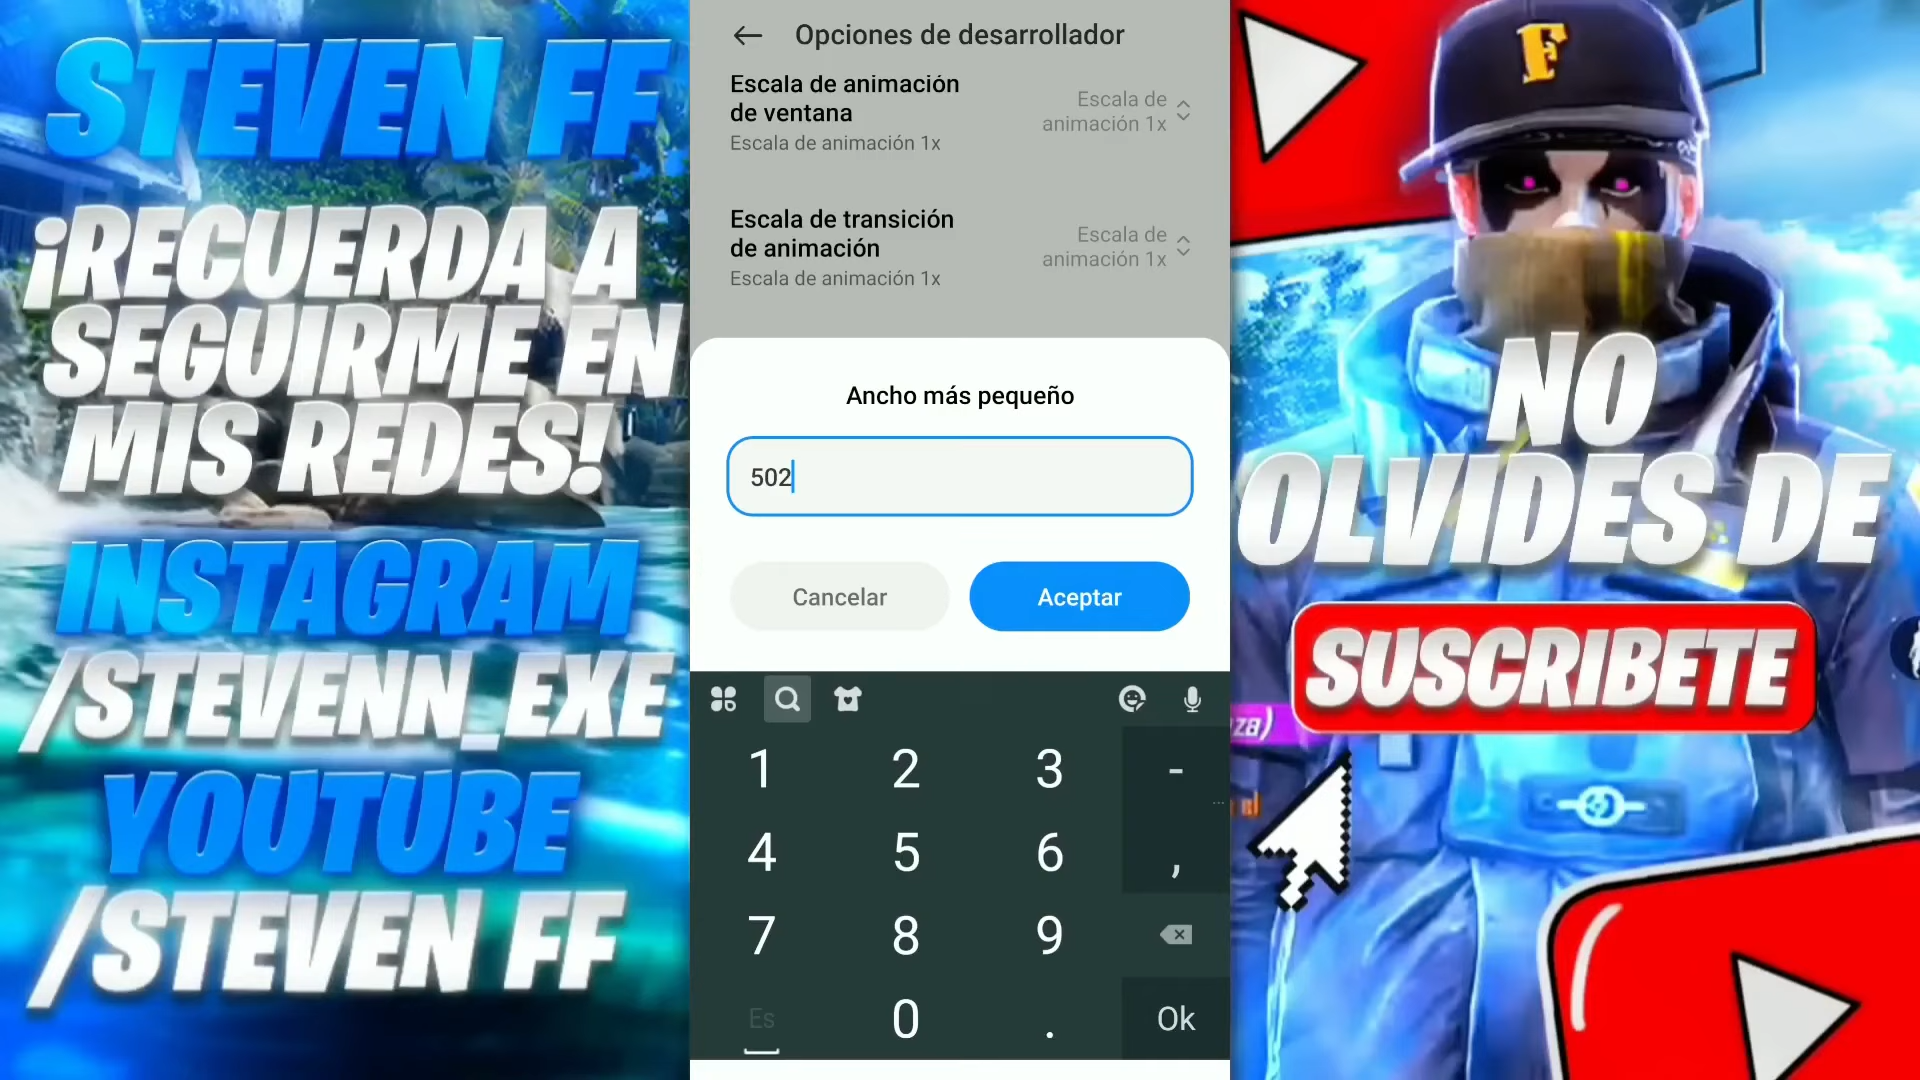 STEVEN FF
¡RECUERDA A
SEGUIRME EN
MIS REDES!
INSTAGRAM
/STEVENN_EXE
YOUTUBE
/STEVEN FF
Opciones de desarrollador
Escala de animación
de ventana
Escala de animación 1x
Escala de
animación 1x
Escala de transición
de animación
Escala de animación 1x
Escala de
animación 1x
Ancho más pequeño
502
Cancelar
Aceptar
1 2 3 -
4 5 6 ,
7 8 9
Es 0 . Ok
F
NO
OLVIDES DE
SUSCRIBETE
za)